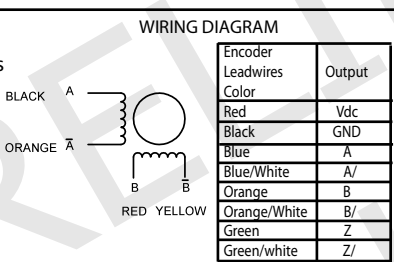 WIRING DIAGRAM
s
BLACK A
ORANGE A̅
B B̅
RED YELLOW
Encoder Leadwires Color Output
Red Vdc
Black GND
Blue A
Blue/White A/
Orange B
Orange/White B/
Green Z
Green/white Z/